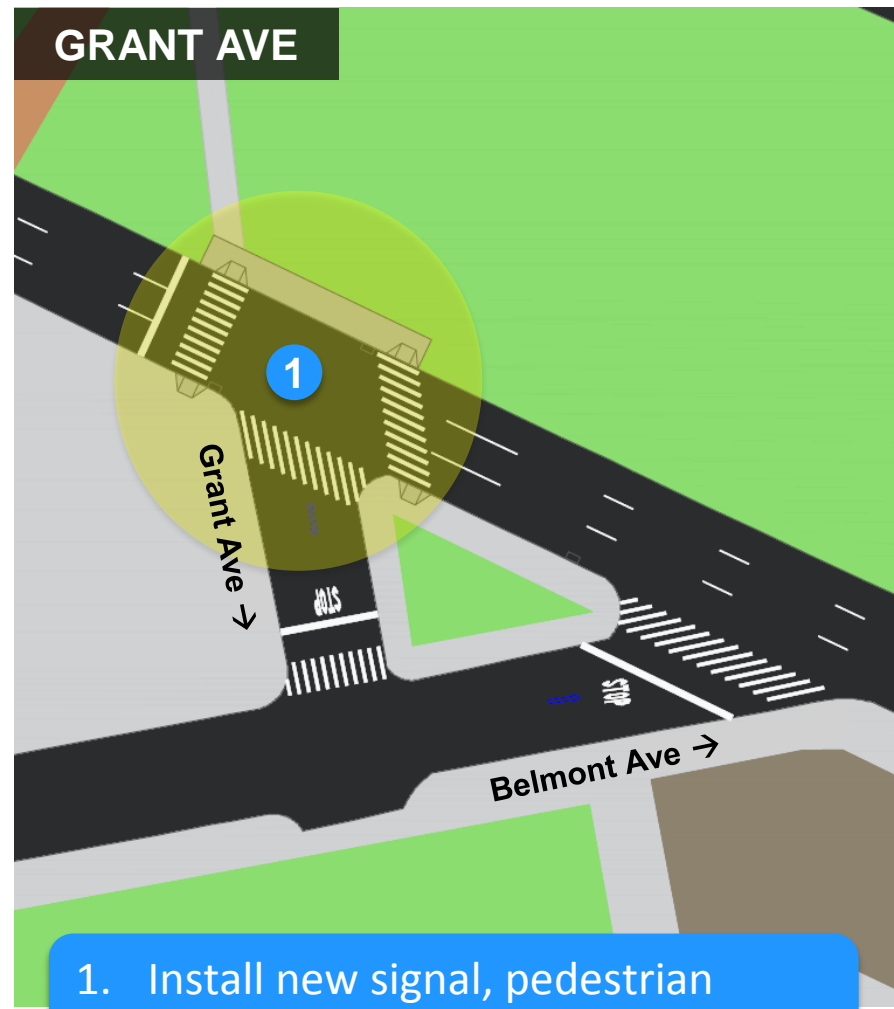 GRANT AVE
1
Grant Ave →
STOP
STOP
Belmont Ave →
1. Install new signal, pedestrian